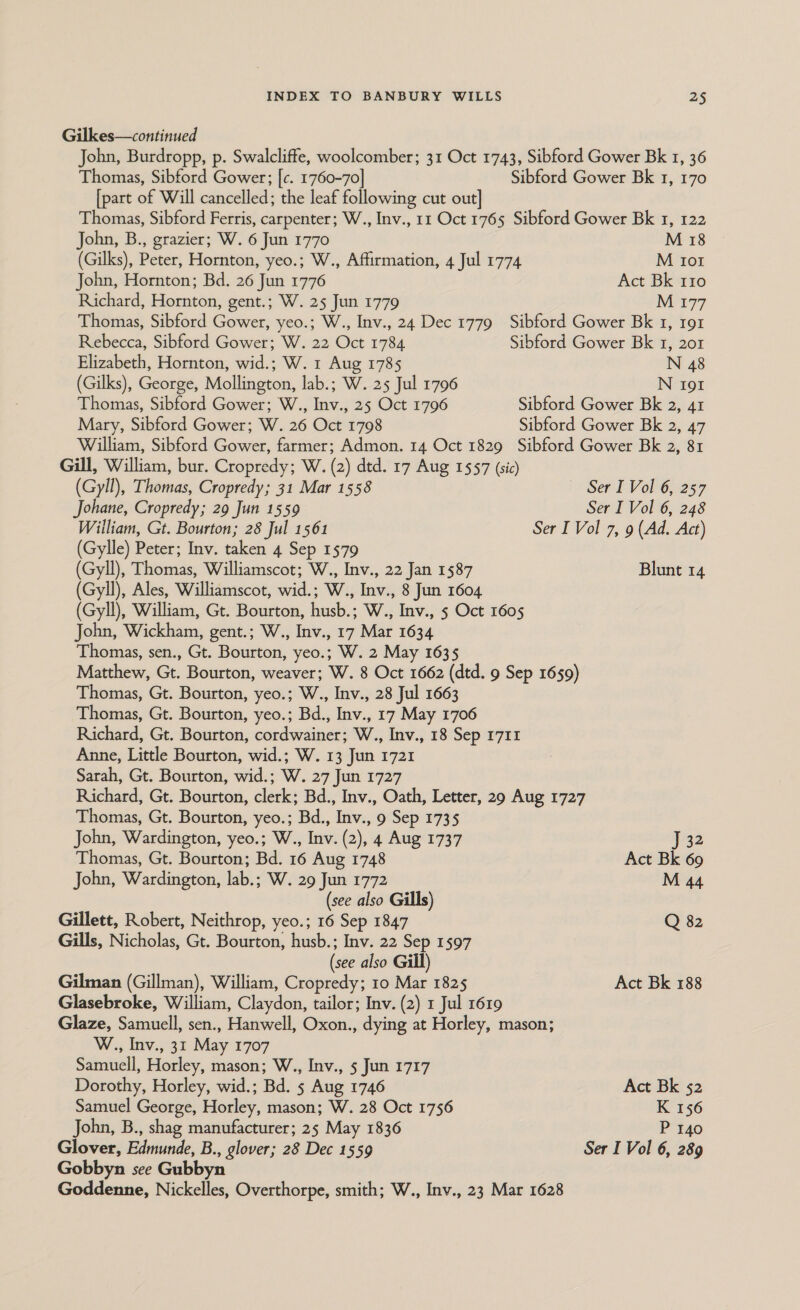 INDEX TO BANBURY WILLS 25
Gilkes—continued
John, Burdropp, p. Swalcliffe, woolcomber; 31 Oct 1743, Sibford Gower Bk 1, 36
Thomas, Sibford Gower; [c. 1760-70] Sibford Gower Bk 1, 170
[part of Will cancelled; the leaf following cut out]
Thomas, Sibford Ferris, carpenter; W., Inv., 11 Oct 1765 Sibford Gower Bk 1, 122
John, B., grazier; W. 6 Jun 1770 M 18
(Gilks), Peter, Hornton, yeo.; W., Affirmation, 4 Jul 1774 M 101
John, Hornton; Bd. 26 Jun 1776 Act Bk 110
Richard, Hornton, gent.; W. 25 Jun 1779 M 177
Thomas, Sibford Gower, yeo.; W., Inv., 24 Dec 1779 Sibford Gower Bk 1, 191
Rebecca, Sibford Gower; W. 22 Oct 1784 Sibford Gower Bk 1, 201
Elizabeth, Hornton, wid.; W. 1 Aug 1785 N 48
(Gilks), George, Mollington, lab.; W. 25 Jul 1796 N 191
Thomas, Sibford Gower; W., Inv., 25 Oct 1796 Sibford Gower Bk 2, 41
Mary, Sibford Gower; W. 26 Oct 1798 Sibford Gower Bk 2, 47
William, Sibford Gower, farmer; Admon. 14 Oct 1829 Sibford Gower Bk 2, 81
Gill, William, bur. Cropredy; W. (2) dtd. 17 Aug 1557 (sic)
(Gyll), Thomas, Cropredy; 31 Mar 1558 Ser I Vol 6, 257
Johane, Cropredy; 29 Jun 1559 Ser I Vol 6, 248
William, Gt. Bourton; 28 Jul 1561 Ser I Vol 7, 9 (Ad. Act)
(Gylle) Peter; Inv. taken 4 Sep 1579
(Gyll), Thomas, Williamscot; W., Inv., 22 Jan 1587 Blunt 14
(Gyll), Ales, Williamscot, wid.; W., Inv., 8 Jun 1604
(Gyll), William, Gt. Bourton, husb.; W., Inv., 5 Oct 1605
John, Wickham, gent.; W., Inv., 17 Mar 1634
Thomas, sen., Gt. Bourton, yeo.; W. 2 May 1635
Matthew, Gt. Bourton, weaver; W. 8 Oct 1662 (dtd. 9 Sep 1659)
Thomas, Gt. Bourton, yeo.; W., Inv., 28 Jul 1663
Thomas, Gt. Bourton, yeo.; Bd., Inv., 17 May 1706
Richard, Gt. Bourton, cordwainer; W., Inv., 18 Sep 1711
Anne, Little Bourton, wid.; W. 13 Jun 1721
Sarah, Gt. Bourton, wid.; W. 27 Jun 1727
Richard, Gt. Bourton, clerk; Bd., Inv., Oath, Letter, 29 Aug 1727
Thomas, Gt. Bourton, yeo.; Bd., Inv., 9 Sep 1735
John, Wardington, yeo.; W., Inv. (2), 4 Aug 1737 J 32
Thomas, Gt. Bourton; Bd. 16 Aug 1748 Act Bk 69
John, Wardington, lab.; W. 29 Jun 1772 M 44
(see also Gills)
Gillett, Robert, Neithrop, yeo.; 16 Sep 1847 Q 82
Gills, Nicholas, Gt. Bourton, husb.; Inv. 22 Sep 1597
(see also Gill)
Gilman (Gillman), William, Cropredy; 10 Mar 1825 Act Bk 188
Glasebroke, William, Claydon, tailor; Inv. (2) 1 Jul 1619
Glaze, Samuell, sen., Hanwell, Oxon., dying at Horley, mason;
W., Inv., 31 May 1707
Samuell, Horley, mason; W., Inv., 5 Jun 1717
Dorothy, Horley, wid.; Bd. 5 Aug 1746 Act Bk 52
Samuel George, Horley, mason; W. 28 Oct 1756 K 156
John, B., shag manufacturer; 25 May 1836 P 140
Glover, Edmunde, B., glover; 28 Dec 1559 Ser I Vol 6, 289
Gobbyn see Gubbyn
Goddenne, Nickelles, Overthorpe, smith; W., Inv., 23 Mar 1628